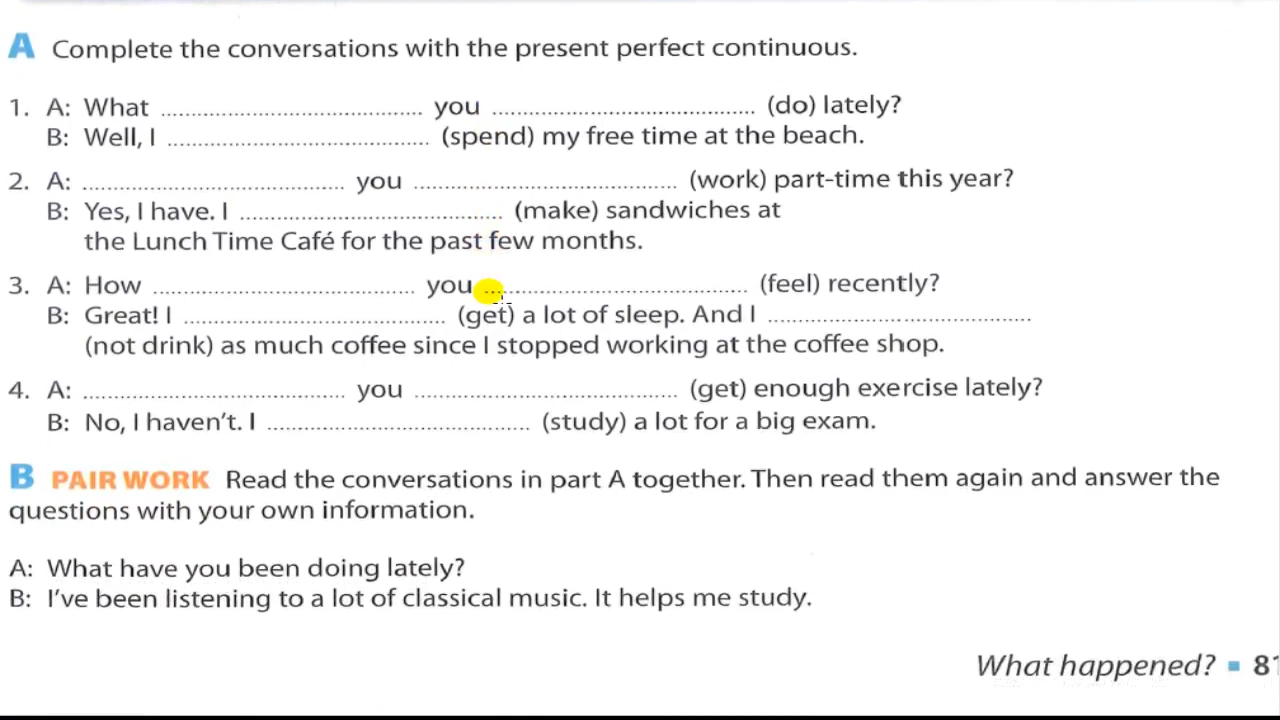 A Complete the conversations with the present perfect continuous.
1. A: What ........................................ you ........................................ (do) lately?
B: Well, I ........................................ (spend) my free time at the beach.
2. A: ........................................ you ........................................ (work) part-time this year?
B: Yes, I have. I ........................................ (make) sandwiches at
the Lunch Time Café for the past few months.
3. A: How ........................................ you ........................................ (feel) recently?
B: Great! I ........................................ (get) a lot of sleep. And I ........................................
(not drink) as much coffee since I stopped working at the coffee shop.
4. A: ........................................ you ........................................ (get) enough exercise lately?
B: No, I haven't. I ........................................ (study) a lot for a big exam.
B PAIR WORK Read the conversations in part A together. Then read them again and answer the
questions with your own information.
A: What have you been doing lately?
B: I've been listening to a lot of classical music. It helps me study.
What happened? ▪ 81